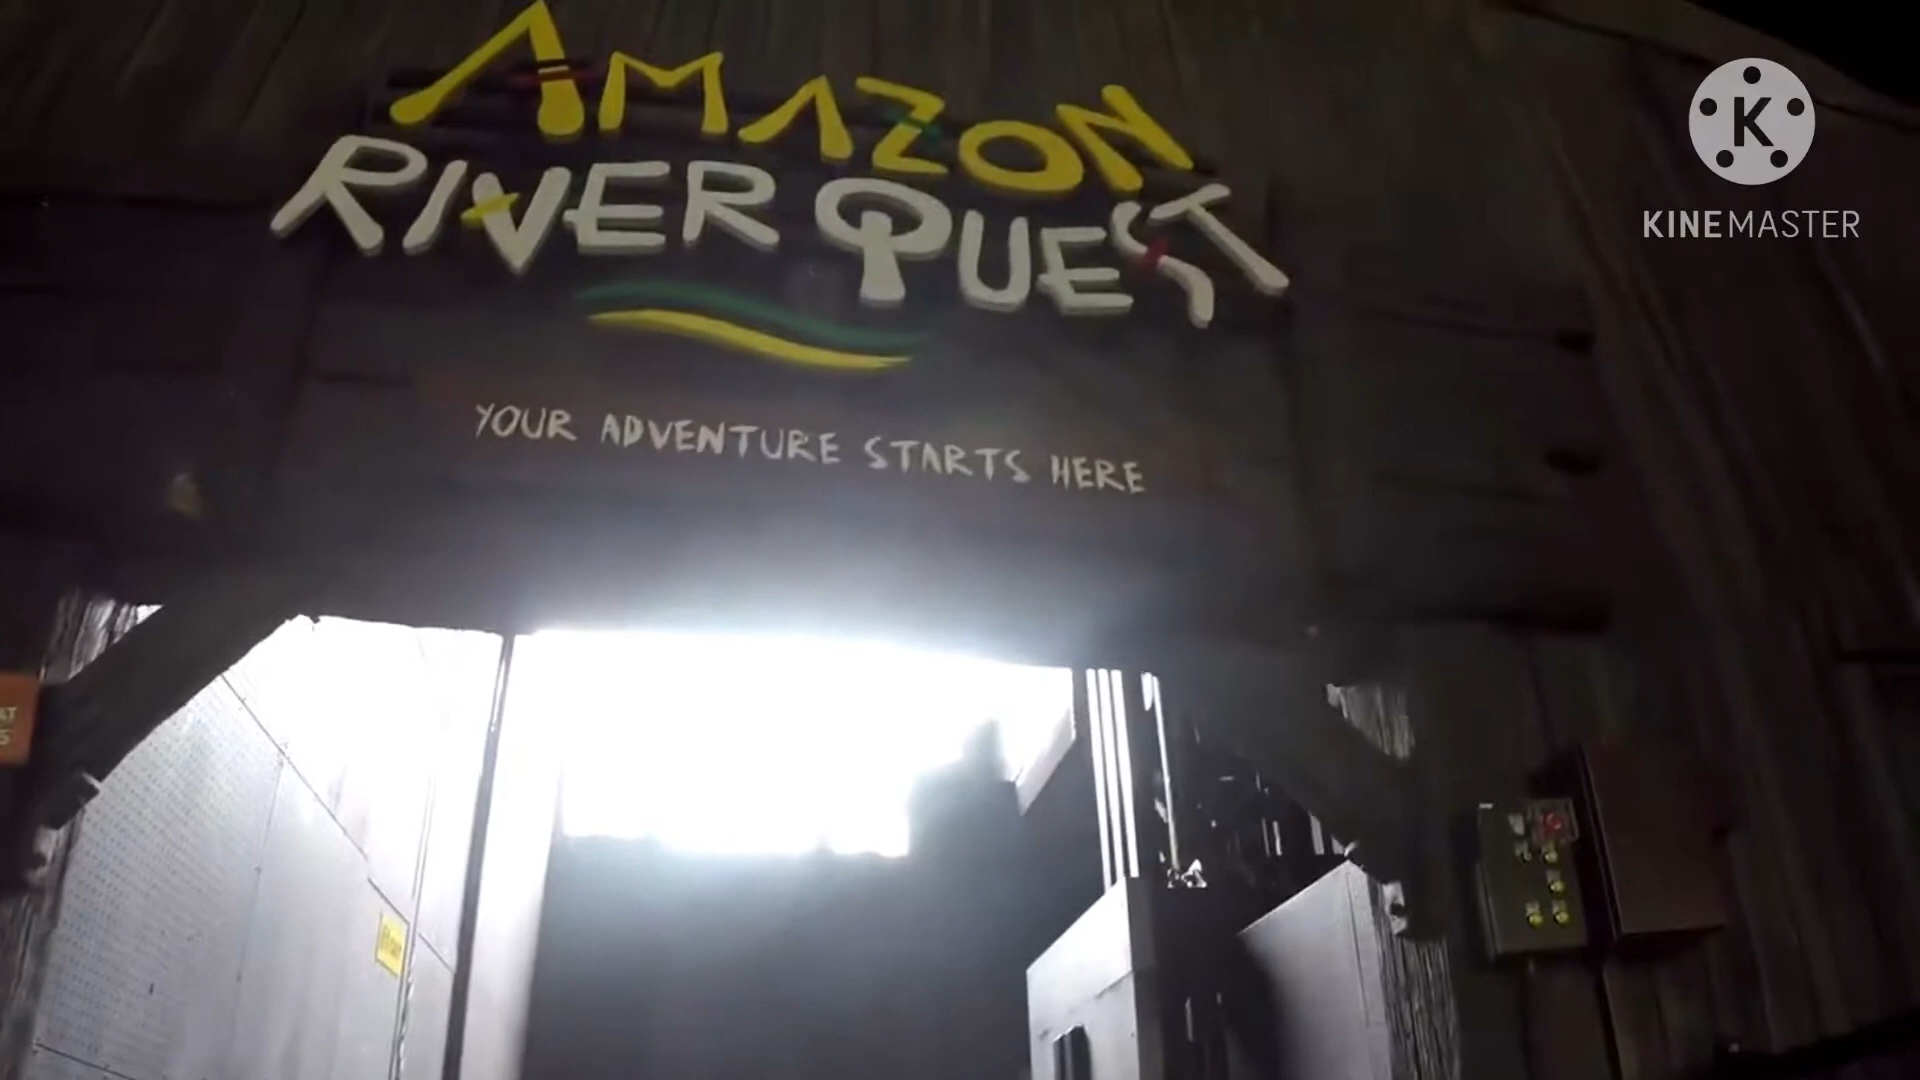 AMAZON
RIVER QUEST
YOUR ADVENTURE STARTS HERE
K
KINEMASTER